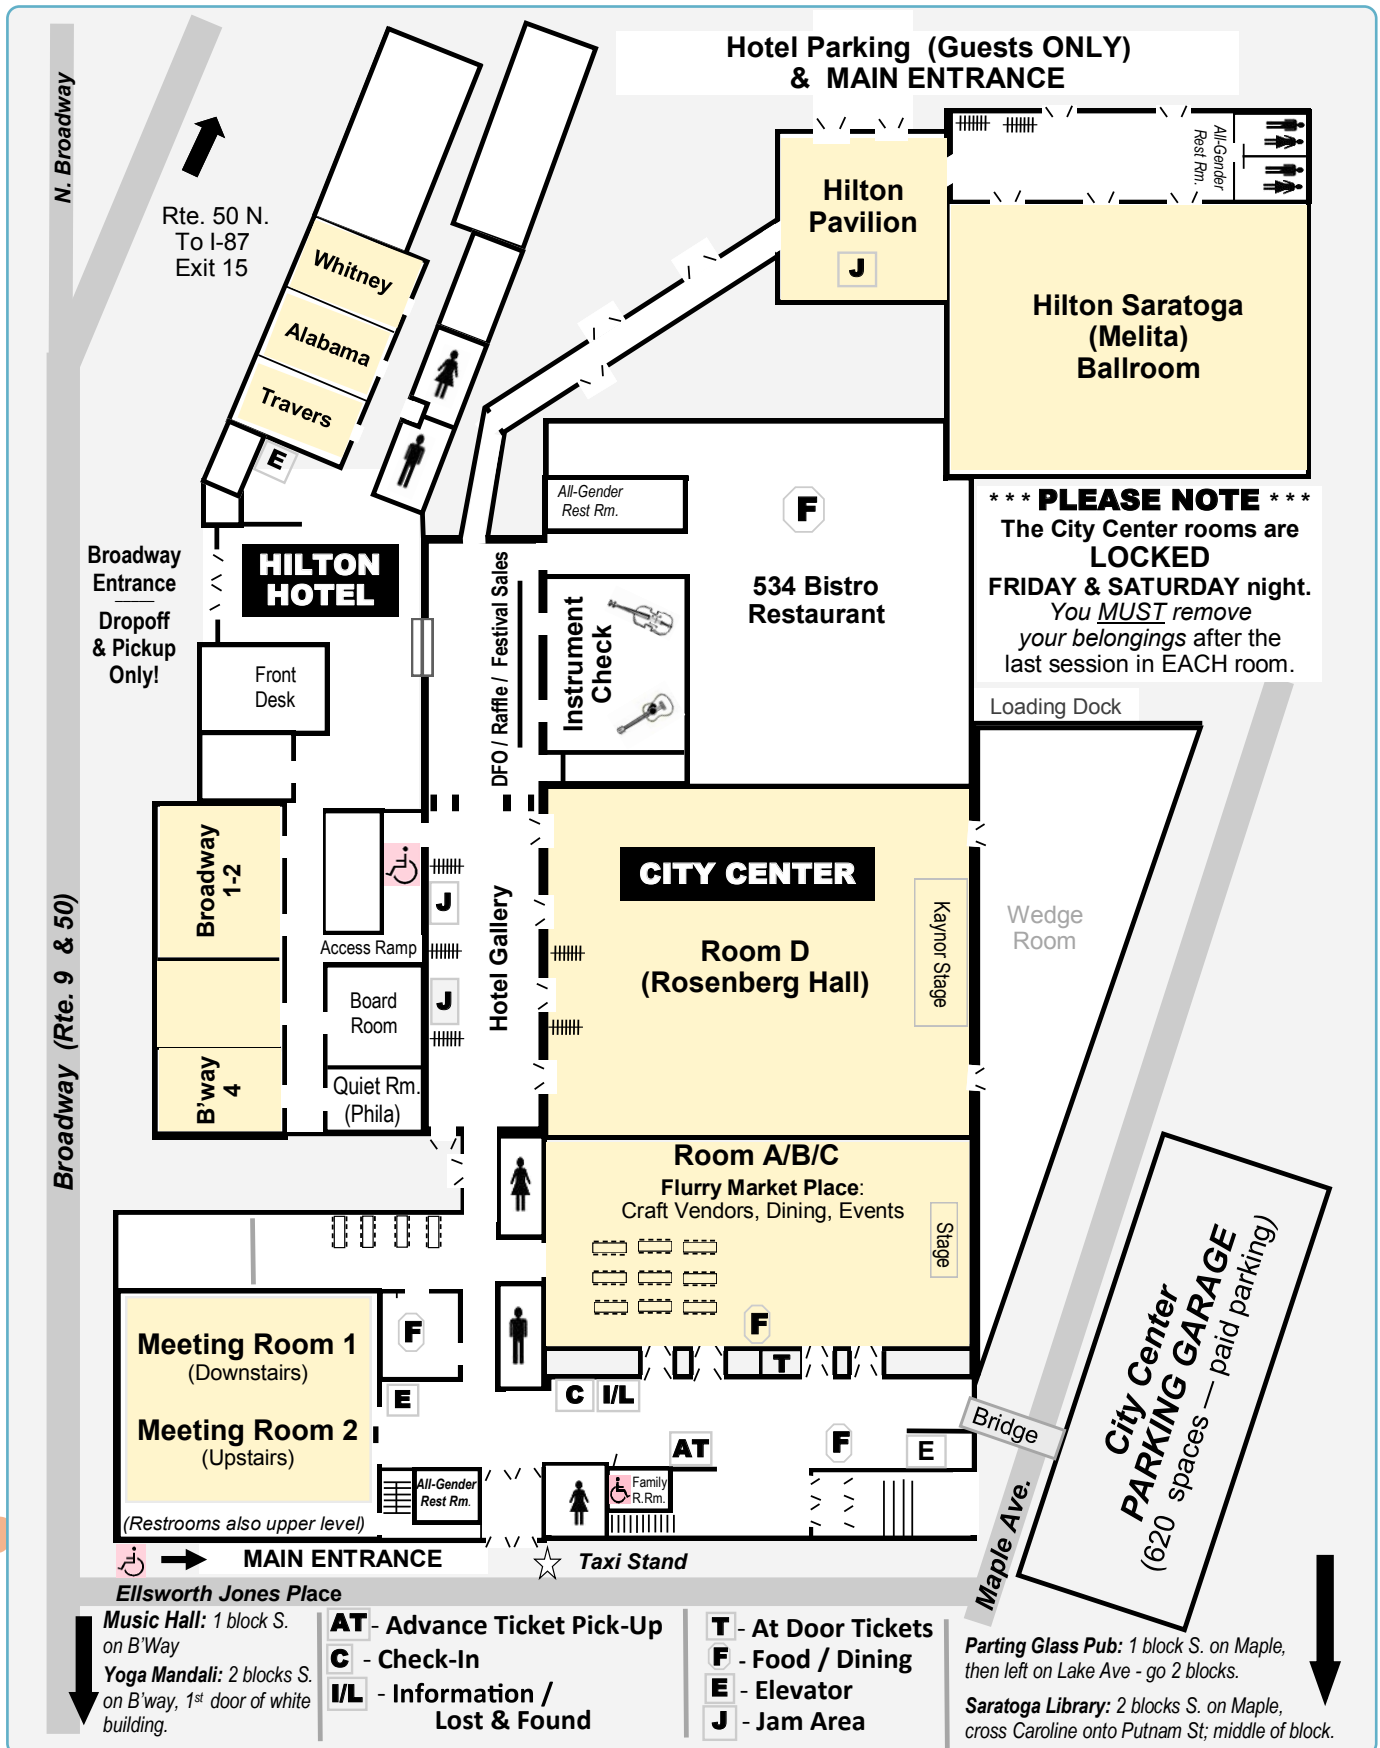 Hotel Parking (Guests ONLY)
& MAIN ENTRANCE
N. Broadway
Rte. 50 N.
To I-87
Exit 15
Whitney
Alabama
Travers
E
Hilton
Pavilion
J
All-Gender
Rest Rm.
Hilton Saratoga
(Melita)
Ballroom
All-Gender
Rest Rm.
F
534 Bistro
Restaurant
* * * PLEASE NOTE * * *
The City Center rooms are
LOCKED
FRIDAY & SATURDAY night.
You MUST remove
your belongings after the
last session in EACH room.
Broadway
Entrance
Dropoff
& Pickup
Only!
HILTON
HOTEL
Front
Desk
DFO / Raffle / Festival Sales
Instrument
Check
Loading Dock
Broadway
1-2
B'way
4
J
Access Ramp
J
Board
Room
Quiet Rm.
(Phila)
Hotel Gallery
CITY CENTER
Room D
(Rosenberg Hall)
Kaynor Stage
Wedge
Room
Broadway (Rte. 9 & 50)
Room A/B/C
Flurry Market Place:
Craft Vendors, Dining, Events
Stage
F
T
Meeting Room 1
(Downstairs)
Meeting Room 2
(Upstairs)
(Restrooms also upper level)
F
E
C
I/L
AT
F
E
Bridge
City Center
PARKING GARAGE
(620 spaces — paid parking)
All-Gender
Rest Rm.
Family
R.Rm.
Maple Ave.
MAIN ENTRANCE
Taxi Stand
Ellsworth Jones Place
Music Hall: 1 block S.
on B'Way
Yoga Mandali: 2 blocks S.
on B'way, 1st door of white
building.
AT - Advance Ticket Pick-Up
C - Check-In
I/L - Information /
Lost & Found
T - At Door Tickets
F - Food / Dining
E - Elevator
J - Jam Area
Parting Glass Pub: 1 block S. on Maple,
then left on Lake Ave - go 2 blocks.
Saratoga Library: 2 blocks S. on Maple,
cross Caroline onto Putnam St; middle of block.